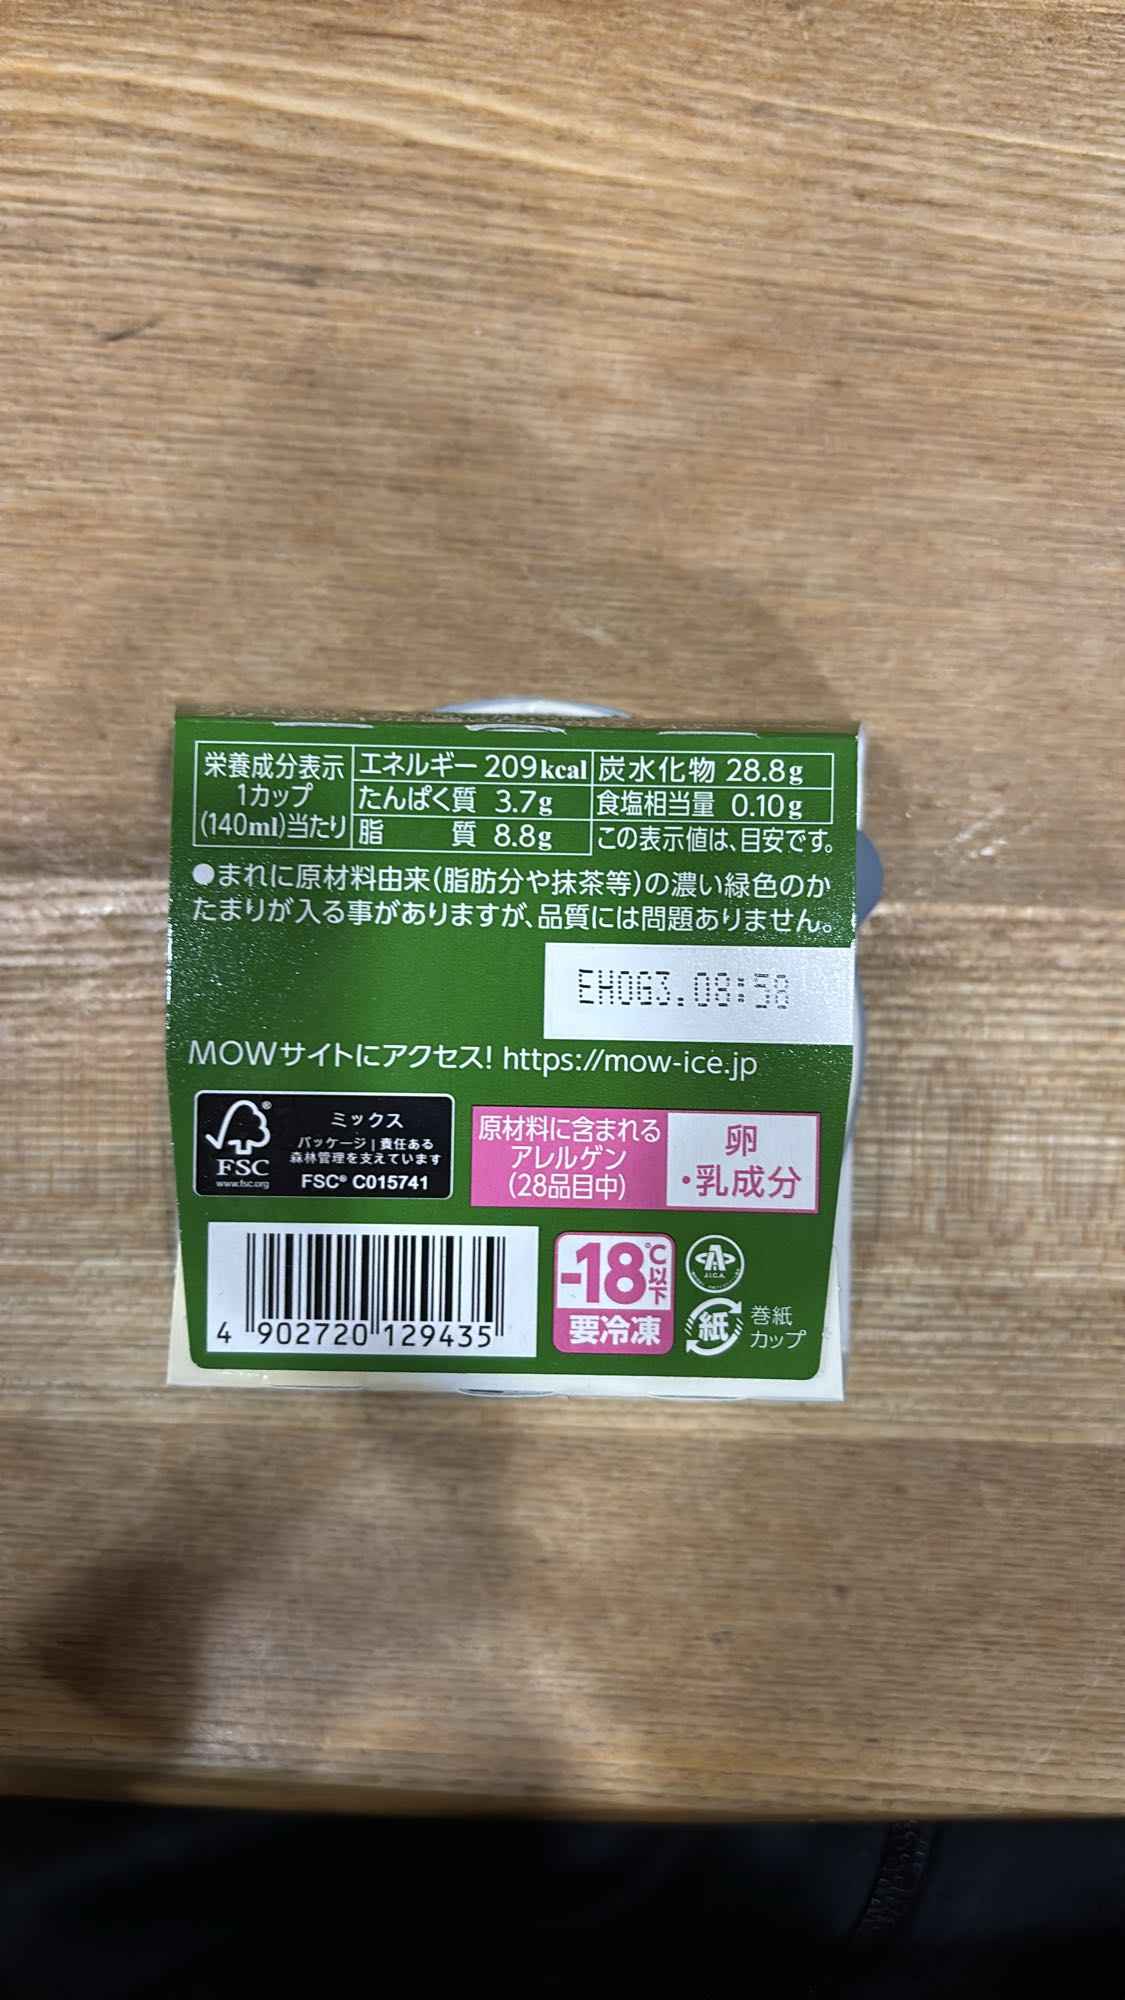 栄養成分表示
1カップ
(140ml)当たり
エネルギー 209kcal
炭水化物 28.8g
たんぱく質 3.7g
食塩相当量 0.10g
脂 質 8.8g
この表示値は、目安です。
●まれに原材料由来(脂肪分や抹茶等)の濃い緑色のか
たまりが入る事がありますが、品質には問題ありません。
EH0G3.08:58
MOWサイトにアクセス! https://mow-ice.jp
FSC
www.fsc.org
ミックス
パッケージ | 責任ある
森林管理を支えています
FSC® C015741
原材料に含まれる
アレルゲン
(28品目中)
卵
・乳成分
4 902720 129435
-18℃以下
要冷凍
J.I.C.A.
紙
巻紙
カップ